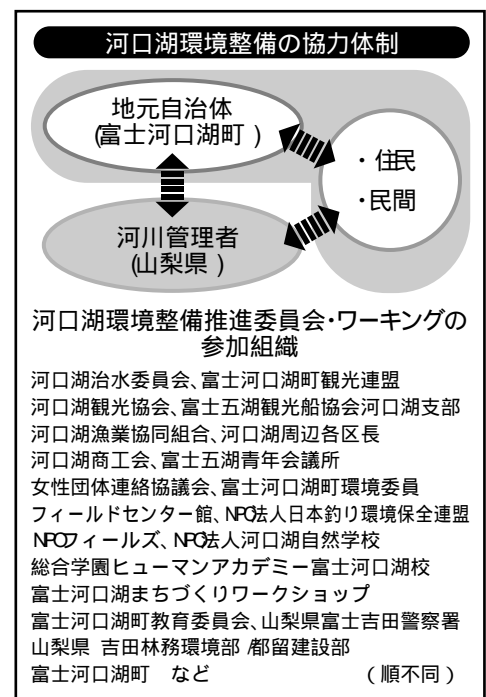 河口湖環境整備の協力体制
地元自治体
(富士河口湖町)
・住民
・民間
河川管理者
(山梨県)
河口湖環境整備推進委員会・ワーキングの
参加組織
河口湖治水委員会、富士河口湖町観光連盟
河口湖観光協会、富士五湖観光船協会河口湖支部
河口湖漁業協同組合、河口湖周辺各区長
河口湖商工会、富士五湖青年会議所
女性団体連絡協議会、富士河口湖町環境委員
フィールドセンター館、NPO法人日本釣り環境保全連盟
NPOフィールズ、NPO法人河口湖自然学校
総合学園ヒューマンアカデミー富士河口湖校
富士河口湖まちづくりワークショップ
富士河口湖町教育委員会、山梨県富士吉田警察署
山梨県 吉田林務環境部/都留建設部
富士河口湖町 など (順不同)